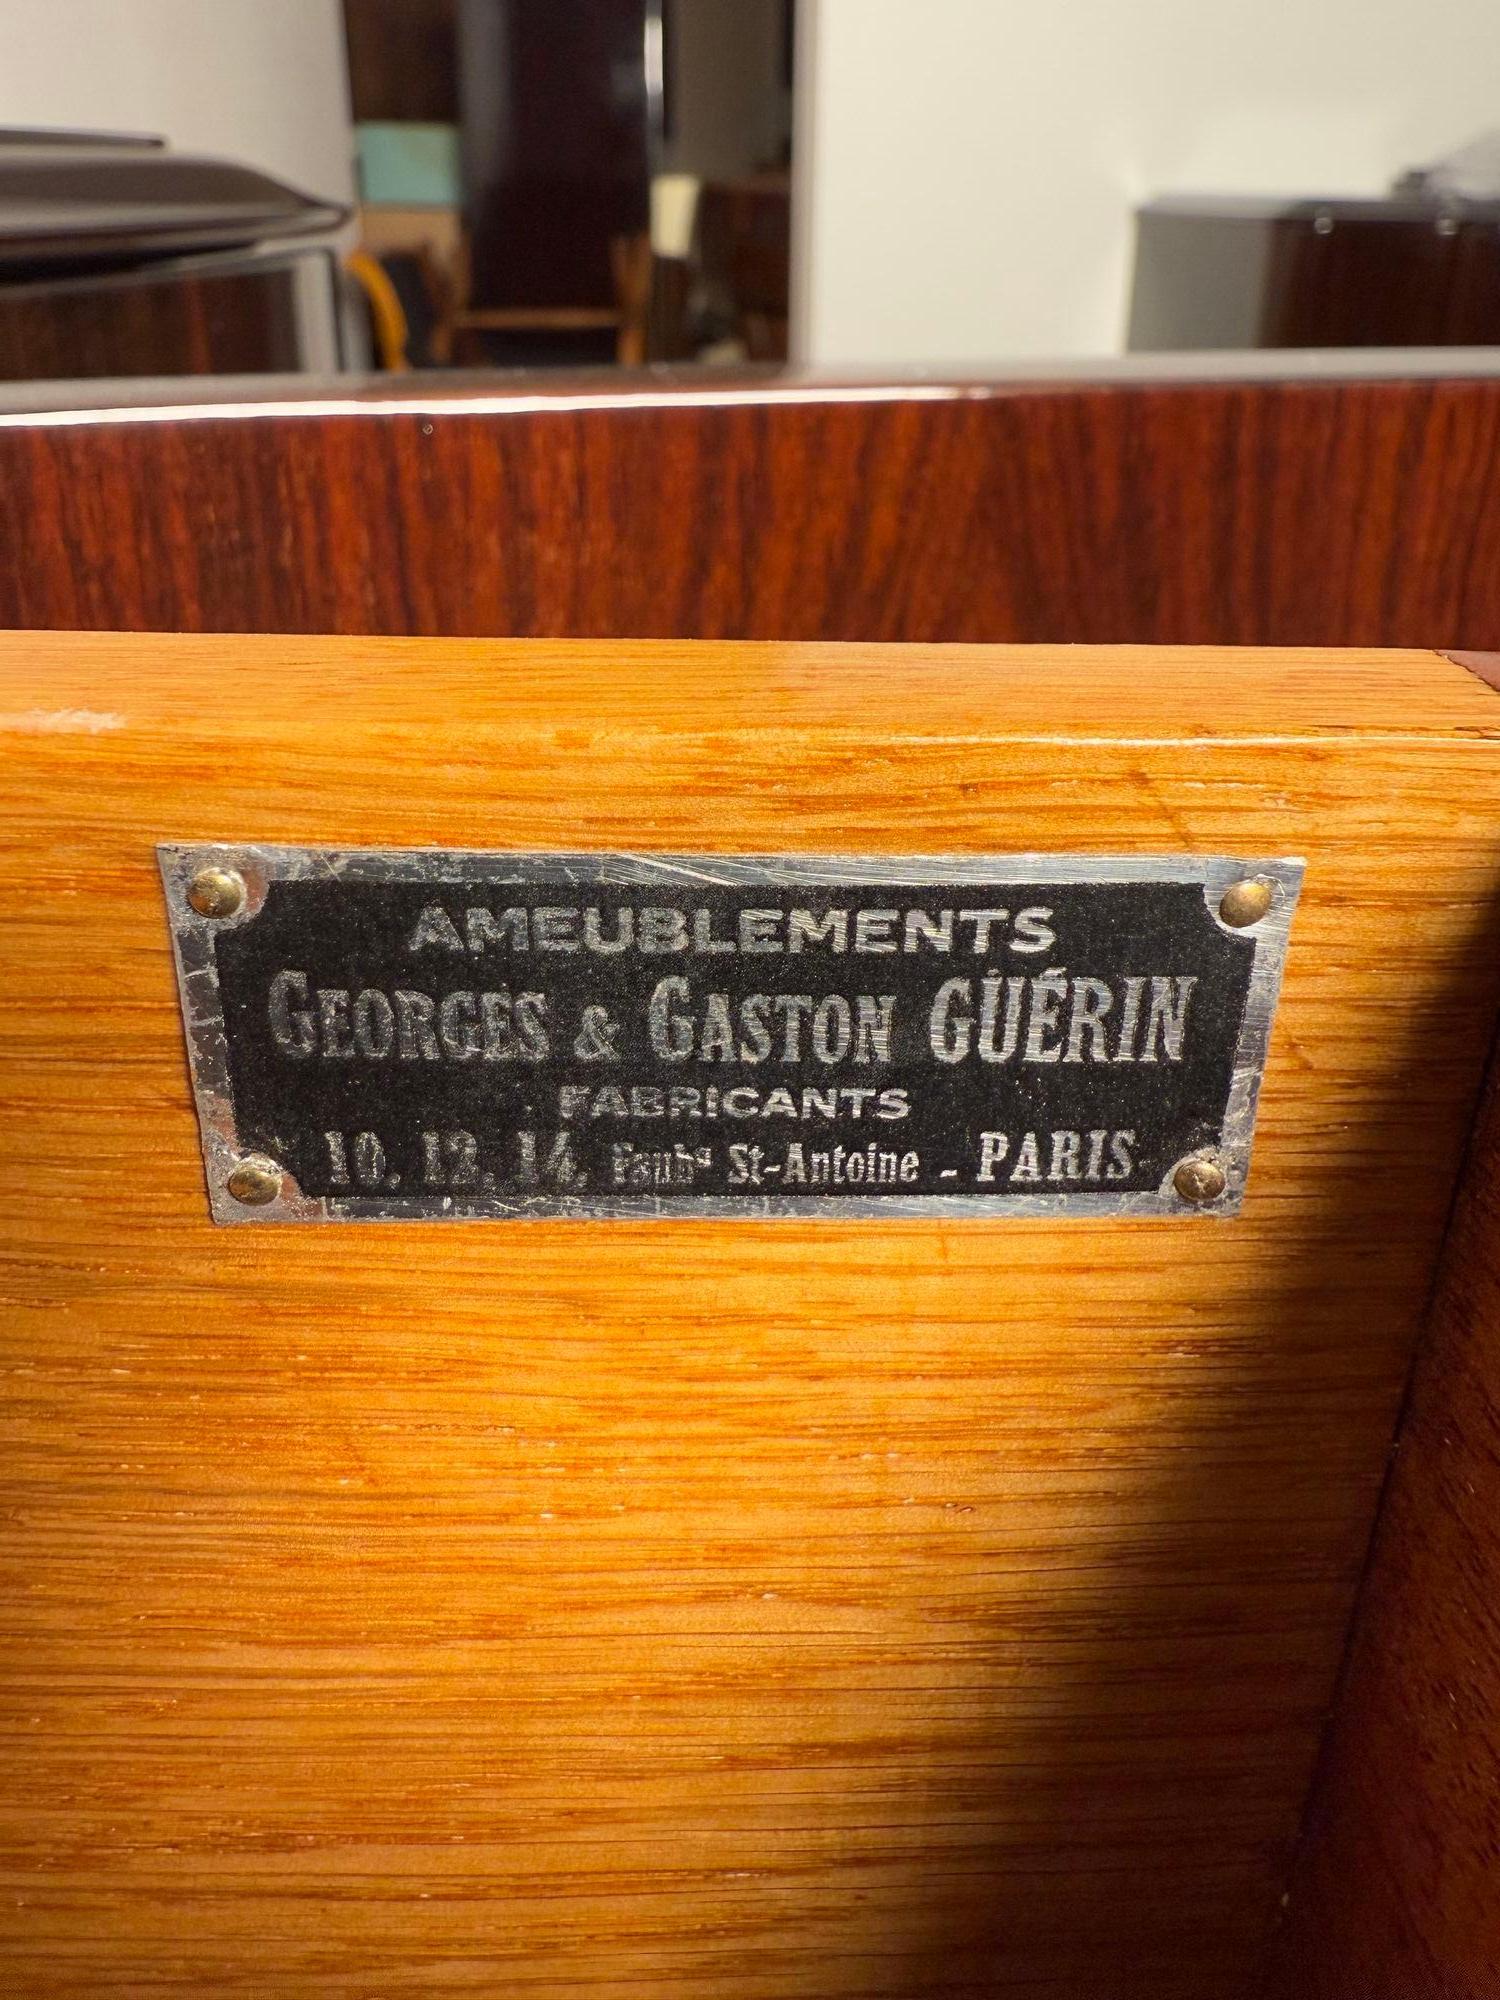 AMEUBLEMENTS
GEORGES & GASTON GUÉRIN
FABRICANTS
10, 12, 14, Faubg St-Antoine - PARIS